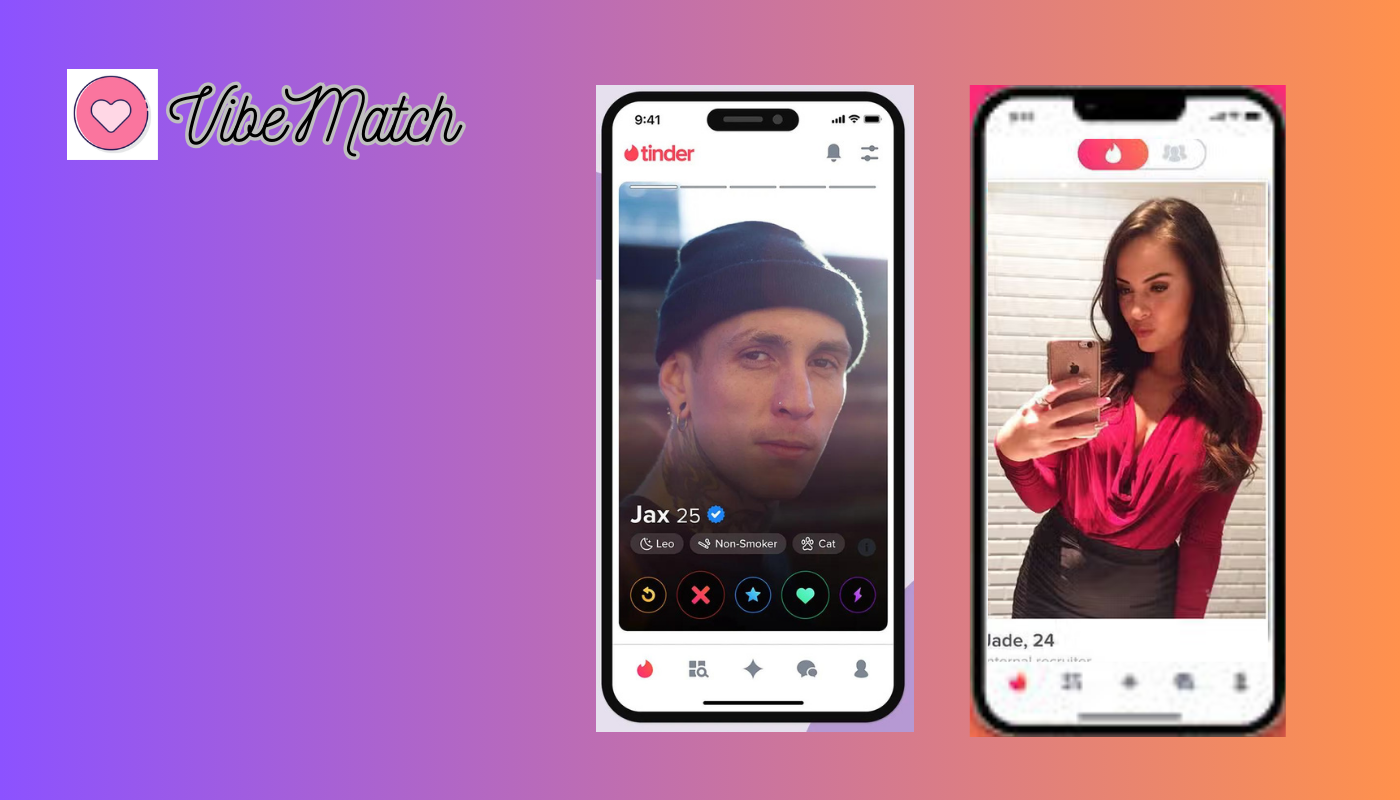 VibeMatch
9:41
tinder
Jax 25
Leo
Non-Smoker
Cat
Jade, 24